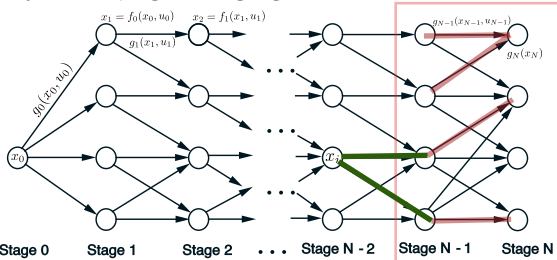 x_1 = f_0(x_0, u_0)
x_2 = f_1(x_1, u_1)
g_{N-1}(x_{N-1}, u_{N-1})
g_1(x_1, u_1)
g_N(x_N)
g_0(x_0, u_0)
...
...
x_0
x_i
...
Stage 0 Stage 1 Stage 2 ... Stage N - 2 Stage N - 1 Stage N